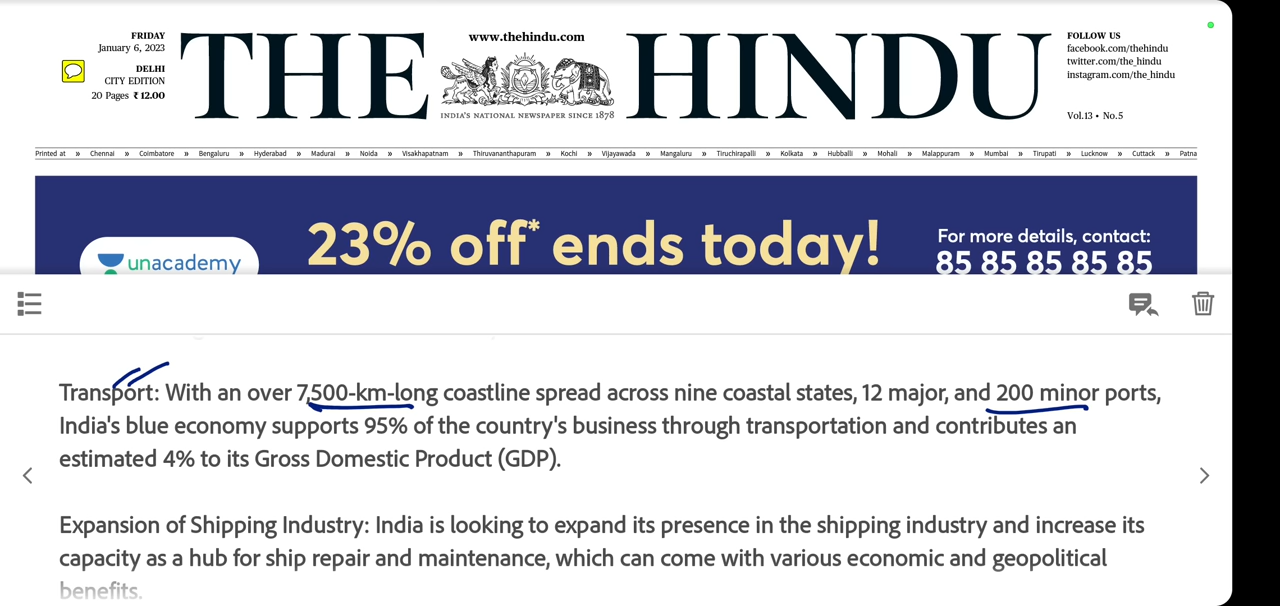 FRIDAY
January 6, 2023
DELHI
CITY EDITION
20 Pages ₹ 12.00
THE HINDU
www.thehindu.com
INDIA'S NATIONAL NEWSPAPER SINCE 1878
FOLLOW US
facebook.com/thehindu
twitter.com/the_hindu
instagram.com/the_hindu
Vol.13 • No.5
Printed at » Chennai » Coimbatore » Bengaluru » Hyderabad » Madurai » Noida » Visakhapatnam » Thiruvananthapuram » Kochi » Vijayawada » Mangaluru » Tiruchirapalli » Kolkata » Hubballi » Mohali » Malappuram » Mumbai » Tirupati » Lucknow » Cuttack » Patna
unacademy
23% off* ends today!
For more details, contact:
85 85 85 85 85
Transport: With an over 7,500-km-long coastline spread across nine coastal states, 12 major, and 200 minor ports,
India's blue economy supports 95% of the country's business through transportation and contributes an
estimated 4% to its Gross Domestic Product (GDP).
Expansion of Shipping Industry: India is looking to expand its presence in the shipping industry and increase its
capacity as a hub for ship repair and maintenance, which can come with various economic and geopolitical
benefits.